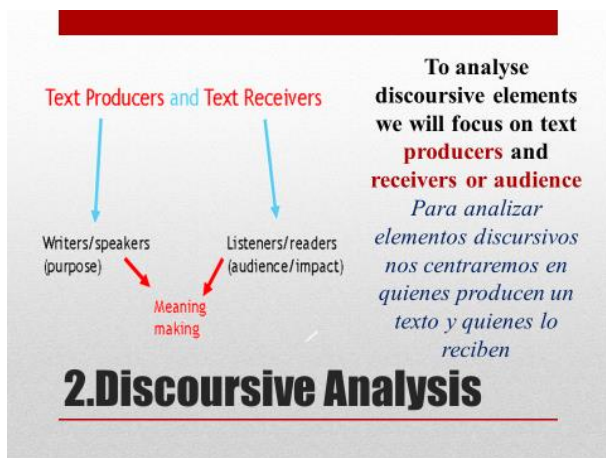 Text Producers and Text Receivers
Writers/speakers
(purpose)
Listeners/readers
(audience/impact)
Meaning
making
To analyse
discoursive elements
we will focus on text
producers and
receivers or audience
Para analizar
elementos discursivos
nos centraremos en
quienes producen un
texto y quienes lo
reciben
2.Discoursive Analysis